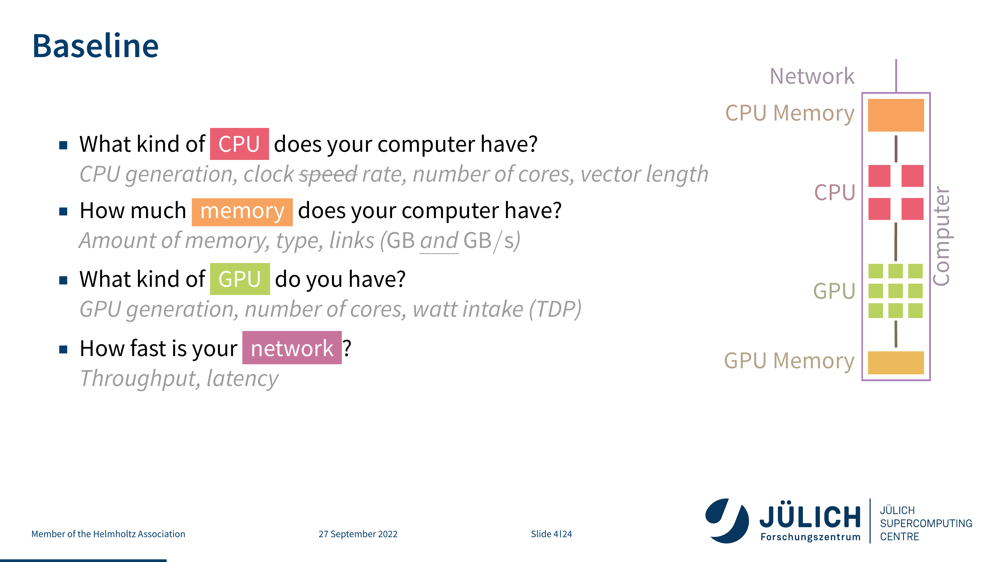 Baseline
What kind of CPU does your computer have?
CPU generation, clock speed rate, number of cores, vector length
How much memory does your computer have?
Amount of memory, type, links (GB and GB/s)
What kind of GPU do you have?
GPU generation, number of cores, watt intake (TDP)
How fast is your network?
Throughput, latency
Network
CPU Memory
CPU
GPU
GPU Memory
Computer
Member of the Helmholtz Association
27 September 2022
Slide 4|24
JÜLICH
Forschungszentrum
JÜLICH
SUPERCOMPUTING
CENTRE